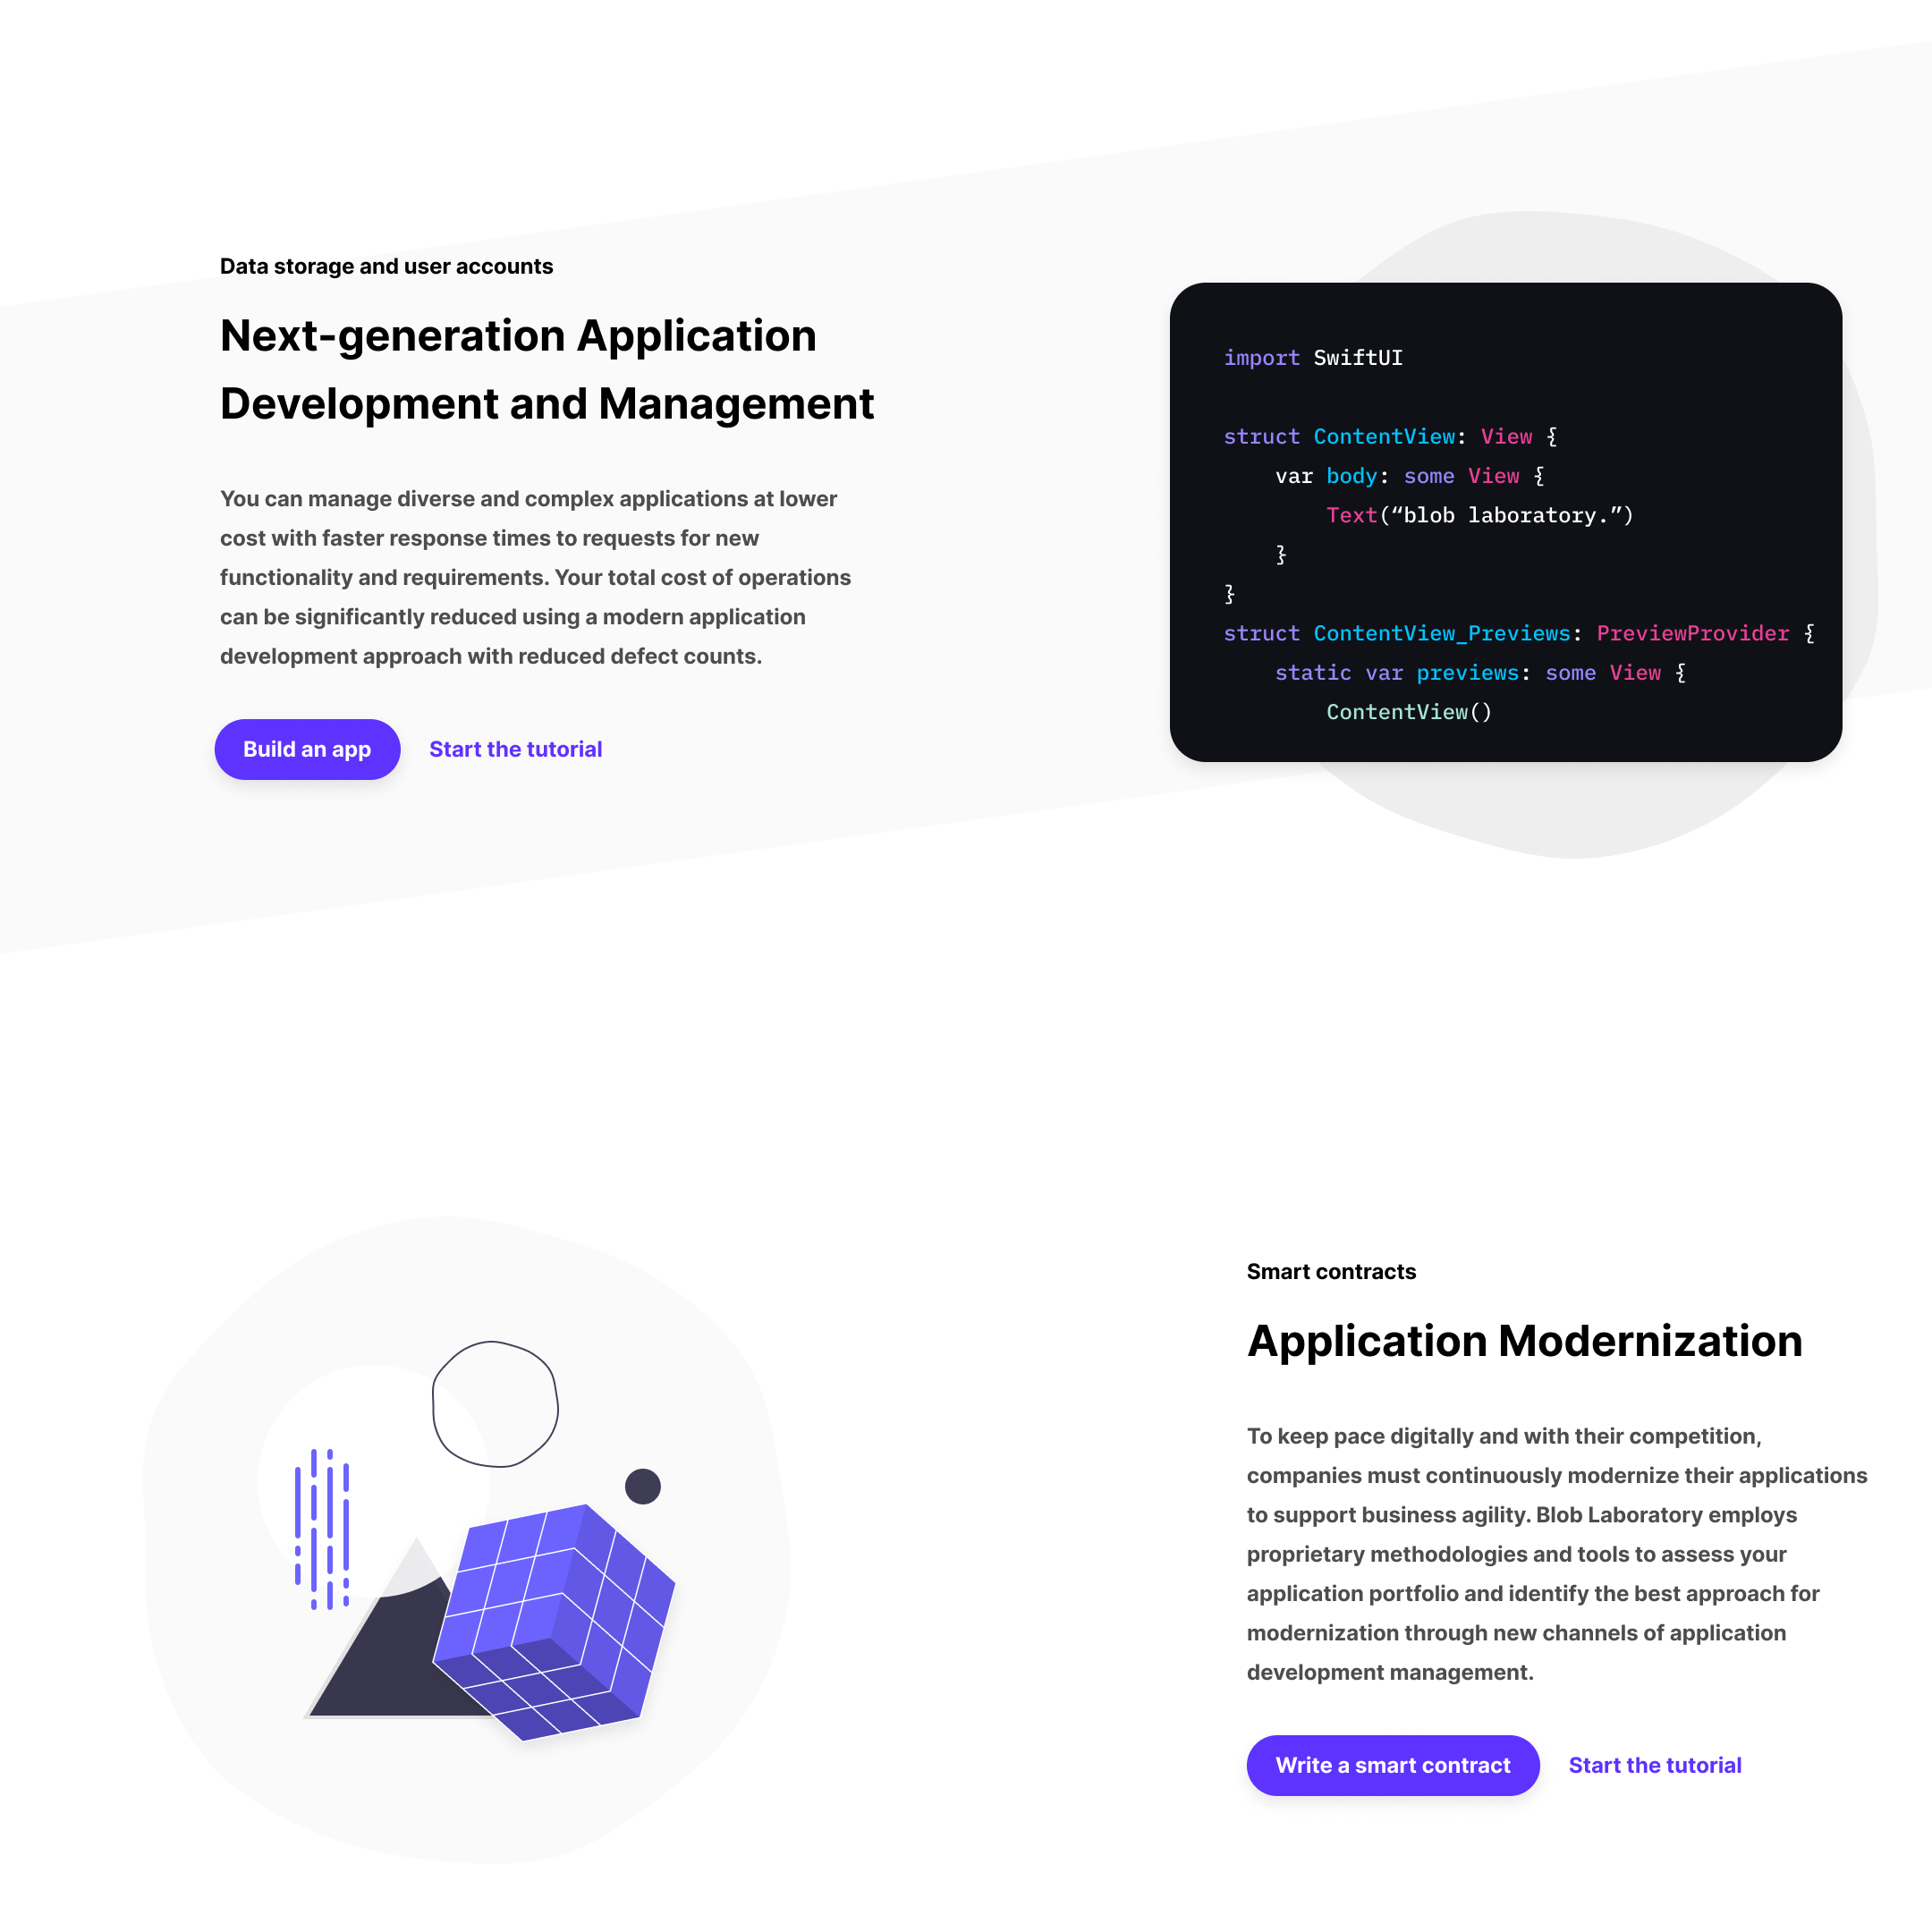 Data storage and user accounts
Next-generation Application
Development and Management
You can manage diverse and complex applications at lower
cost with faster response times to requests for new
functionality and requirements. Your total cost of operations
can be significantly reduced using a modern application
development approach with reduced defect counts.
Build an app
Start the tutorial
import SwiftUI
struct ContentView: View {
    var body: some View {
        Text(“blob laboratory.”)
    }
}
struct ContentView_Previews: PreviewProvider {
    static var previews: some View {
        ContentView()
Smart contracts
Application Modernization
To keep pace digitally and with their competition,
companies must continuously modernize their applications
to support business agility. Blob Laboratory employs
proprietary methodologies and tools to assess your
application portfolio and identify the best approach for
modernization through new channels of application
development management.
Write a smart contract
Start the tutorial